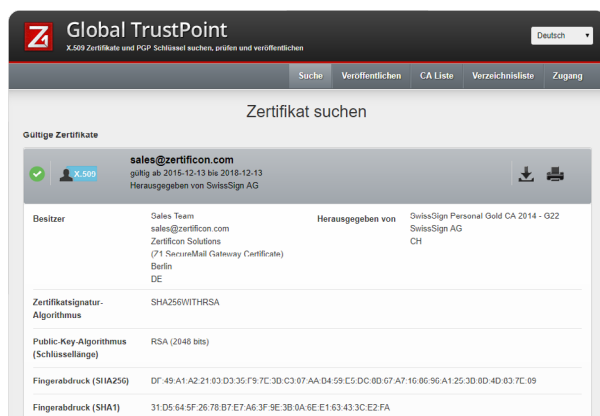 Z1
Global TrustPoint
X.509 Zertifikate und PGP Schlüssel suchen, prüfen und veröffentlichen
Deutsch
Suche Veröffentlichen CA Liste Verzeichnisliste Zugang
Zertifikat suchen
Gültige Zertifikate
X.509
sales@zertificon.com
gültig ab 2016-12-13 bis 2018-12-13
Herausgegeben von SwissSign AG
Besitzer
Sales Team
sales@zertificon.com
Zertificon Solutions
(Z1 SecureMail Gateway Certificate)
Berlin
DE
Herausgegeben von
SwissSign Personal Gold CA 2014 - G22
SwissSign AG
CH
Zertifikatsignatur-
Algorithmus
SHA256WITHRSA
Public-Key-Algorithmus
(Schlüssellänge)
RSA (2048 bits)
Fingerabdruck (SHA256)
Fingerabdruck (SHA1)
31:D5:64:5F:26:78:B7:E7:A6:3F:9E:3B:0A:6E:E1:63:43:3C:E2:FA